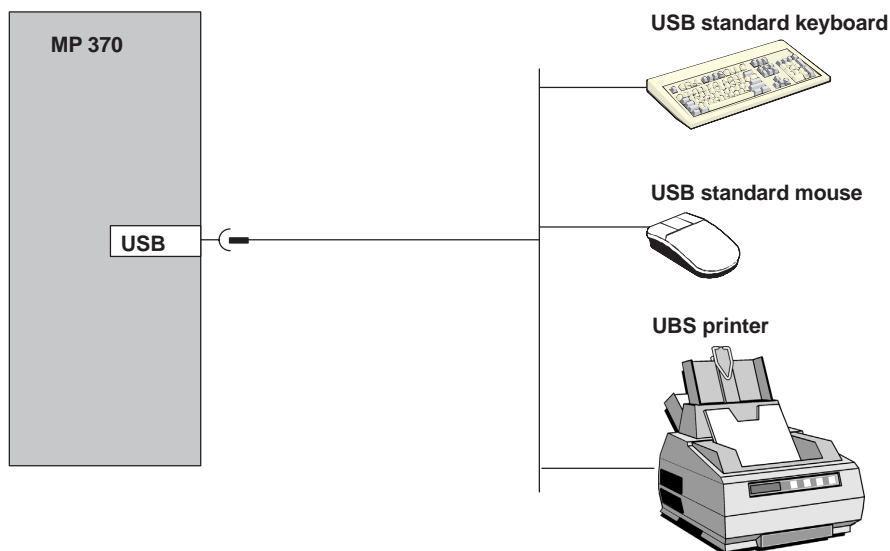 USB standard keyboard
MP 370
USB standard mouse
USB
UBS printer